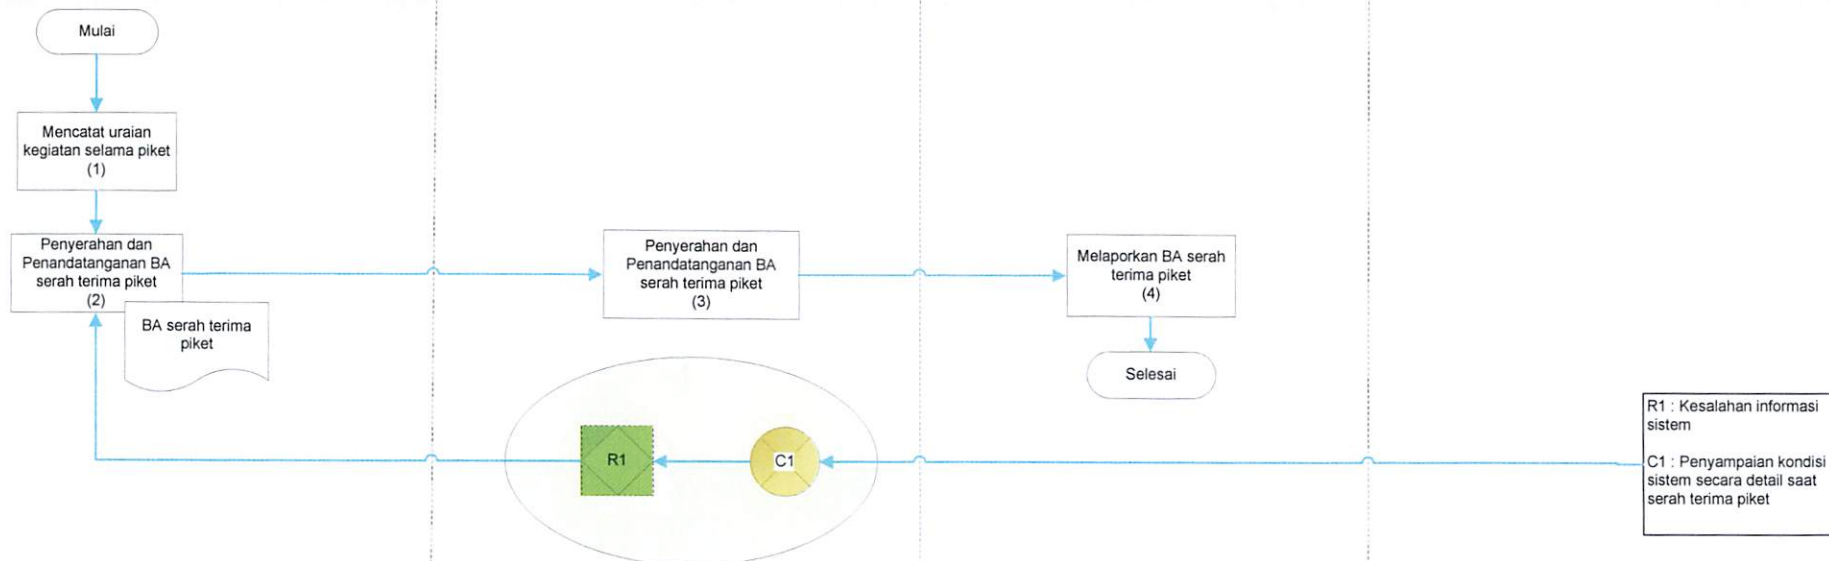 Mulai
Mencatat uraian
kegiatan selama piket
(1)
Penyerahan dan
Penandatanganan BA
serah terima piket
(2)
BA serah terima
piket
Penyerahan dan
Penandatanganan BA
serah terima piket
(3)
Melaporkan BA serah
terima piket
(4)
Selesai
R1
C1
R1 : Kesalahan informasi
sistem
C1 : Penyampaian kondisi
sistem secara detail saat
serah terima piket